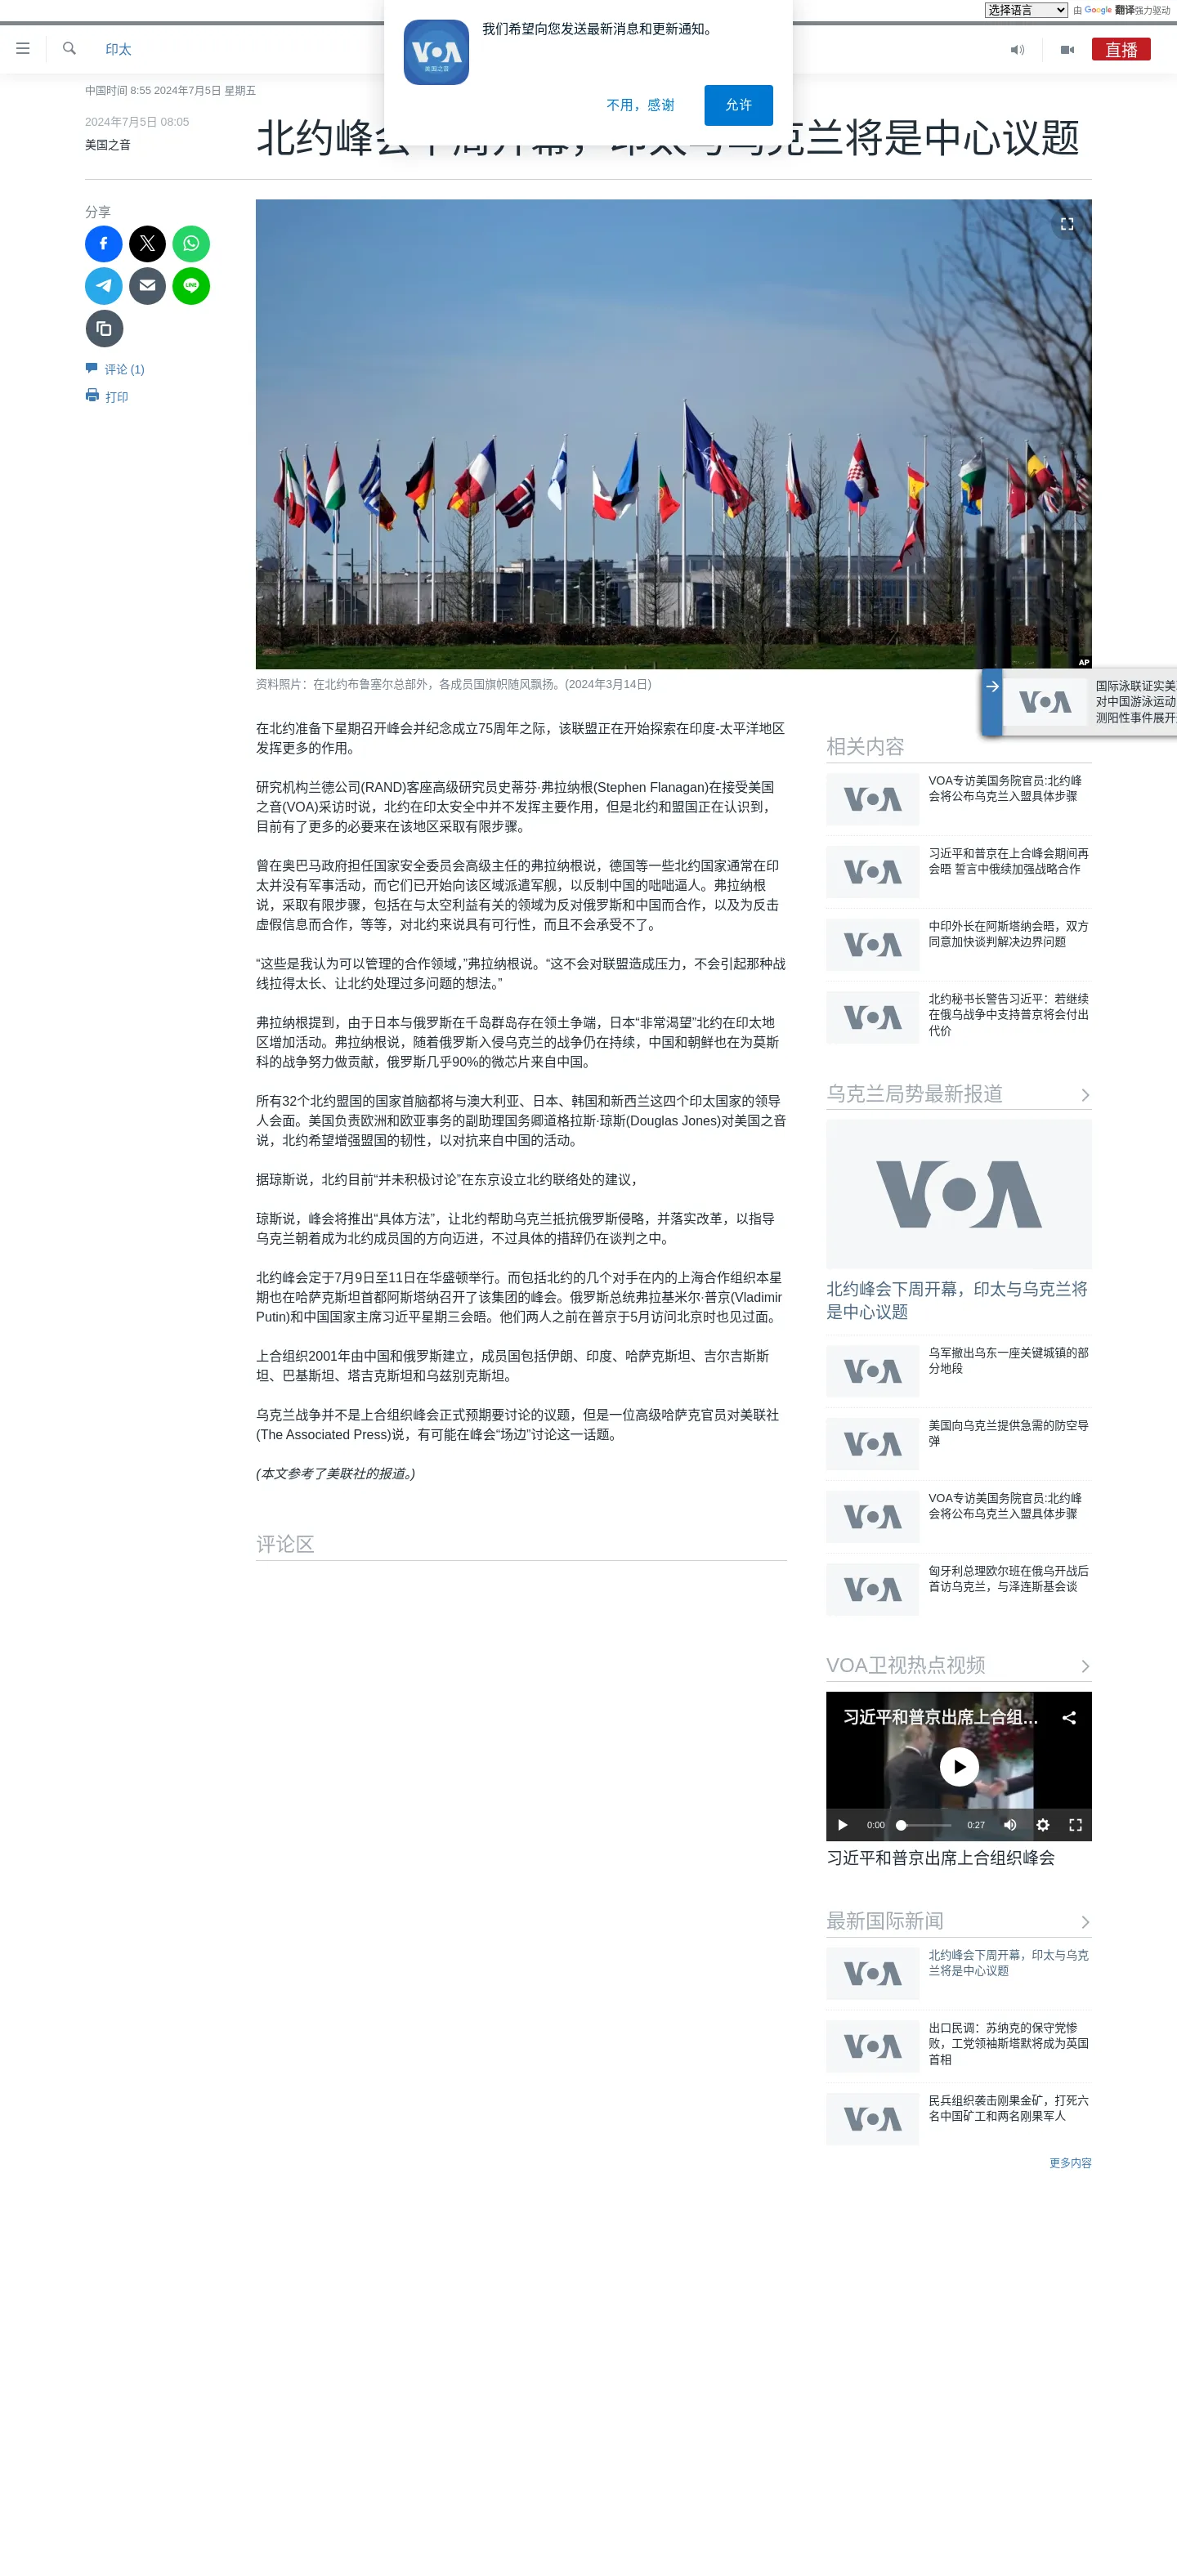 选择语言
由 Google 翻译强力驱动
印太
直播
VOA
美国之音
我们希望向您发送最新消息和更新通知。
不用，感谢
允许
中国时间 8:55 2024年7月5日 星期五
2024年7月5日 08:05
美国之音
北约峰会下周开幕，印太与乌克兰将是中心议题
分享
LINE
评论 (1)
打印
AP
资料照片：在北约布鲁塞尔总部外，各成员国旗帜随风飘扬。(2024年3月14日)
VOA
国际泳联证实美
对中国游泳运动
测阳性事件展开
在北约准备下星期召开峰会并纪念成立75周年之际，该联盟正在开始探索在印度-太平洋地区
发挥更多的作用。
研究机构兰德公司(RAND)客座高级研究员史蒂芬·弗拉纳根(Stephen Flanagan)在接受美国
之音(VOA)采访时说，北约在印太安全中并不发挥主要作用，但是北约和盟国正在认识到，
目前有了更多的必要来在该地区采取有限步骤。
曾在奥巴马政府担任国家安全委员会高级主任的弗拉纳根说，德国等一些北约国家通常在印
太并没有军事活动，而它们已开始向该区域派遣军舰，以反制中国的咄咄逼人。弗拉纳根
说，采取有限步骤，包括在与太空利益有关的领域为反对俄罗斯和中国而合作，以及为反击
虚假信息而合作，等等，对北约来说具有可行性，而且不会承受不了。
“这些是我认为可以管理的合作领域，”弗拉纳根说。“这不会对联盟造成压力，不会引起那种战
线拉得太长、让北约处理过多问题的想法。”
弗拉纳根提到，由于日本与俄罗斯在千岛群岛存在领土争端，日本“非常渴望”北约在印太地
区增加活动。弗拉纳根说，随着俄罗斯入侵乌克兰的战争仍在持续，中国和朝鲜也在为莫斯
科的战争努力做贡献，俄罗斯几乎90%的微芯片来自中国。
所有32个北约盟国的国家首脑都将与澳大利亚、日本、韩国和新西兰这四个印太国家的领导
人会面。美国负责欧洲和欧亚事务的副助理国务卿道格拉斯·琼斯(Douglas Jones)对美国之音
说，北约希望增强盟国的韧性，以对抗来自中国的活动。
据琼斯说，北约目前“并未积极讨论”在东京设立北约联络处的建议，
琼斯说，峰会将推出“具体方法”，让北约帮助乌克兰抵抗俄罗斯侵略，并落实改革，以指导
乌克兰朝着成为北约成员国的方向迈进，不过具体的措辞仍在谈判之中。
北约峰会定于7月9日至11日在华盛顿举行。而包括北约的几个对手在内的上海合作组织本星
期也在哈萨克斯坦首都阿斯塔纳召开了该集团的峰会。俄罗斯总统弗拉基米尔·普京(Vladimir
Putin)和中国国家主席习近平星期三会晤。他们两人之前在普京于5月访问北京时也见过面。
上合组织2001年由中国和俄罗斯建立，成员国包括伊朗、印度、哈萨克斯坦、吉尔吉斯斯
坦、巴基斯坦、塔吉克斯坦和乌兹别克斯坦。
乌克兰战争并不是上合组织峰会正式预期要讨论的议题，但是一位高级哈萨克官员对美联社
(The Associated Press)说，有可能在峰会“场边”讨论这一话题。
(本文参考了美联社的报道。)
评论区
相关内容
VOA
VOA专访美国务院官员:北约峰
会将公布乌克兰入盟具体步骤
VOA
习近平和普京在上合峰会期间再
会晤 誓言中俄续加强战略合作
VOA
中印外长在阿斯塔纳会晤，双方
同意加快谈判解决边界问题
VOA
北约秘书长警告习近平：若继续
在俄乌战争中支持普京将会付出
代价
乌克兰局势最新报道
VOA
北约峰会下周开幕，印太与乌克兰将
是中心议题
VOA
乌军撤出乌东一座关键城镇的部
分地段
VOA
美国向乌克兰提供急需的防空导
弹
VOA
VOA专访美国务院官员:北约峰
会将公布乌克兰入盟具体步骤
VOA
匈牙利总理欧尔班在俄乌开战后
首访乌克兰，与泽连斯基会谈
VOA卫视热点视频
习近平和普京出席上合组...
0:00
0:27
习近平和普京出席上合组织峰会
最新国际新闻
VOA
北约峰会下周开幕，印太与乌克
兰将是中心议题
VOA
出口民调：苏纳克的保守党惨
败，工党领袖斯塔默将成为英国
首相
VOA
民兵组织袭击刚果金矿，打死六
名中国矿工和两名刚果军人
更多内容